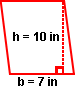 h = 10 in
b = 7 in